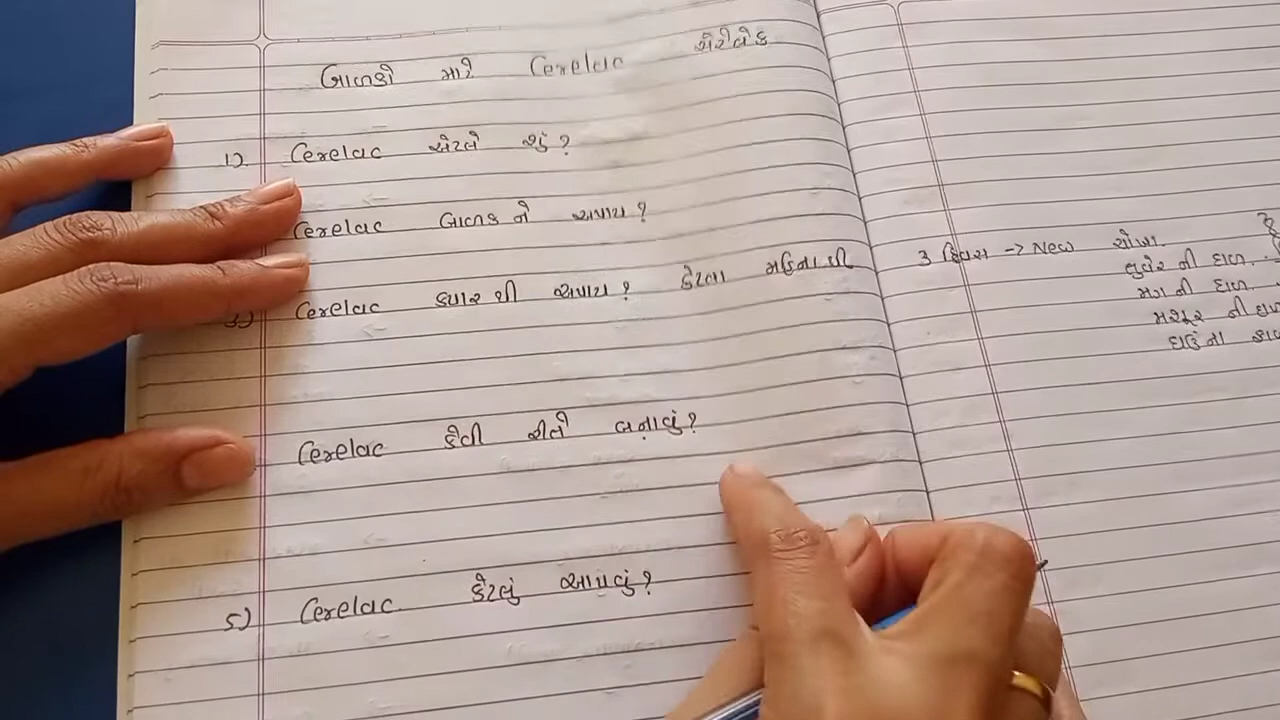 બાળકો માટે Cerelac સેરેલેક
1) Cerelac એટલે શું?
Cerelac બાળક ને અપાય?
3) Cerelac ક્યાર થી અપાય? કેટલા મહિના થી
Cerelac કેવી રીતે બનાવું?
5) Cerelac કેટલું આપવું?
3 દિવસ → New ચોખા
તુવેર ની દાળ.
મગ ની દાળ
મસૂર ની
ઘઉં ના